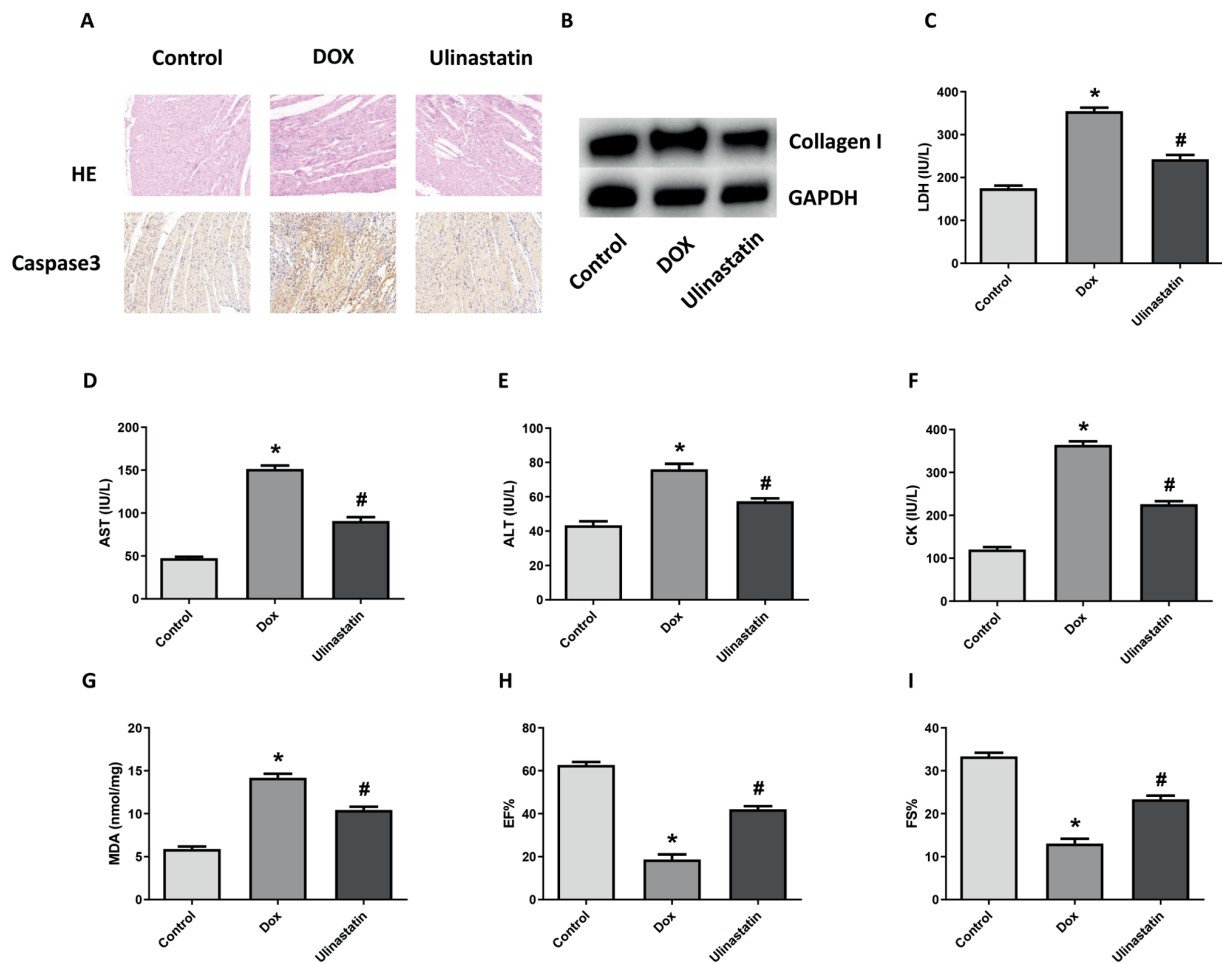 A
Control
DOX
Ulinastatin
HE
Caspase3
B
Collagen I
GAPDH
Control
DOX
Ulinastatin
C
LDH (IU/L)
400
300
200
100
0
*
#
Control
Dox
Ulinastatin
D
AST (IU/L)
200
150
100
50
0
*
#
Control
Dox
Ulinastatin
E
ALT (IU/L)
100
80
60
40
20
0
*
#
Control
Dox
Ulinastatin
F
CK (IU/L)
400
300
200
100
0
*
#
Control
Dox
Ulinastatin
G
MDA (nmol/mg)
20
15
10
5
0
*
#
Control
Dox
Ulinastatin
H
EF%
80
60
40
20
0
*
#
Control
Dox
Ulinastatin
I
FS%
40
30
20
10
0
*
#
Control
Dox
Ulinastatin